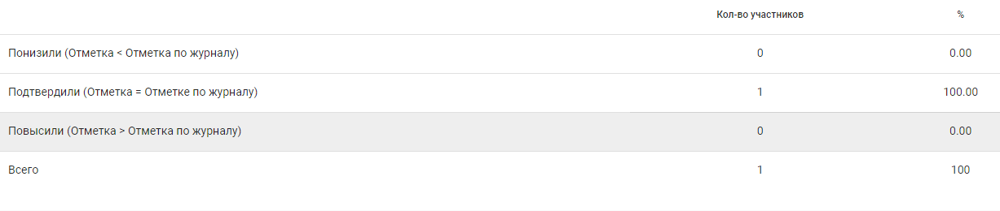 Кол-во участников %
Понизили (Отметка < Отметка по журналу) 0 0.00
Подтвердили (Отметка = Отметке по журналу) 1 100.00
Повысили (Отметка > Отметка по журналу) 0 0.00
Всего 1 100